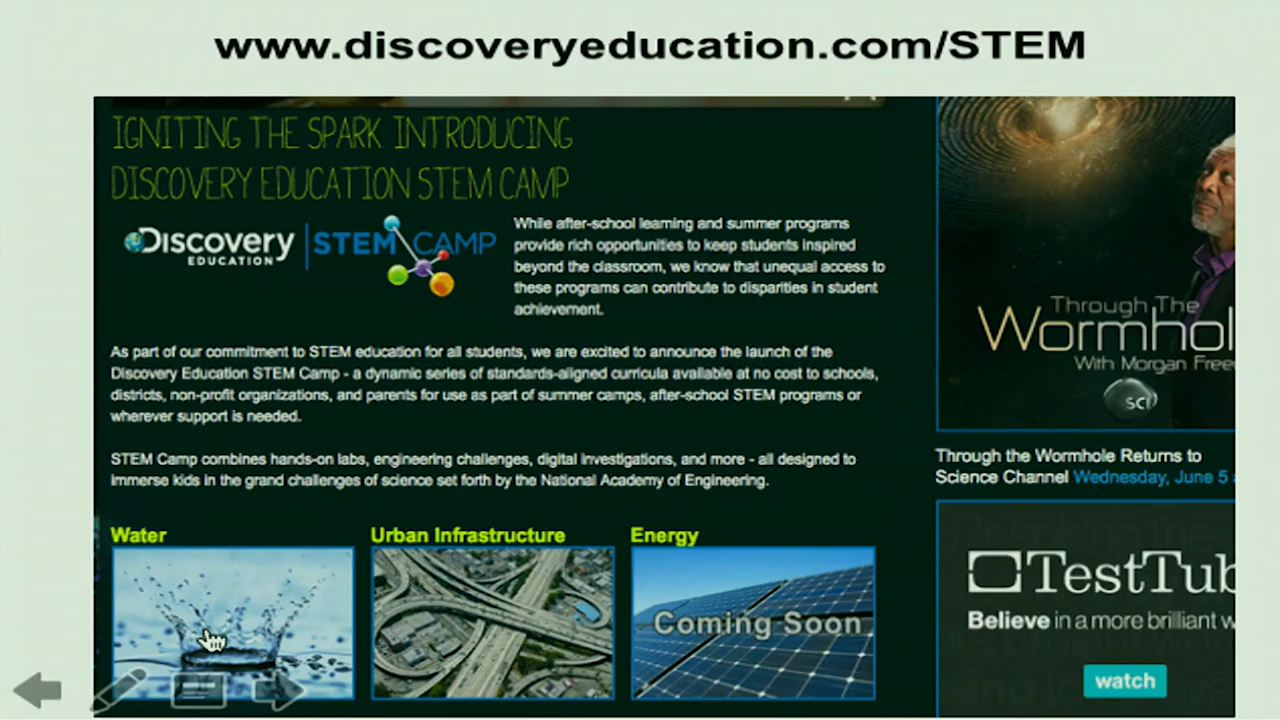 www.discoveryeducation.com/STEM
IGNITING THE SPARK INTRODUCING
DISCOVERY EDUCATION STEM CAMP
Discovery
EDUCATION
STEM CAMP
While after-school learning and summer programs
provide rich opportunities to keep students inspired
beyond the classroom, we know that unequal access to
these programs can contribute to disparities in student
achievement.
As part of our commitment to STEM education for all students, we are excited to announce the launch of the
Discovery Education STEM Camp - a dynamic series of standards-aligned curricula available at no cost to schools,
districts, non-profit organizations, and parents for use as part of summer camps, after-school STEM programs or
wherever support is needed.
STEM Camp combines hands-on labs, engineering challenges, digital investigations, and more - all designed to
immerse kids in the grand challenges of science set forth by the National Academy of Engineering.
Water
Urban Infrastructure
Energy
Coming Soon
Through The
Wormhol
With Morgan Free
SCI
Through the Wormhole Returns to
Science Channel Wednesday, June 5
TestTub
Believe in a more brilliant w
watch